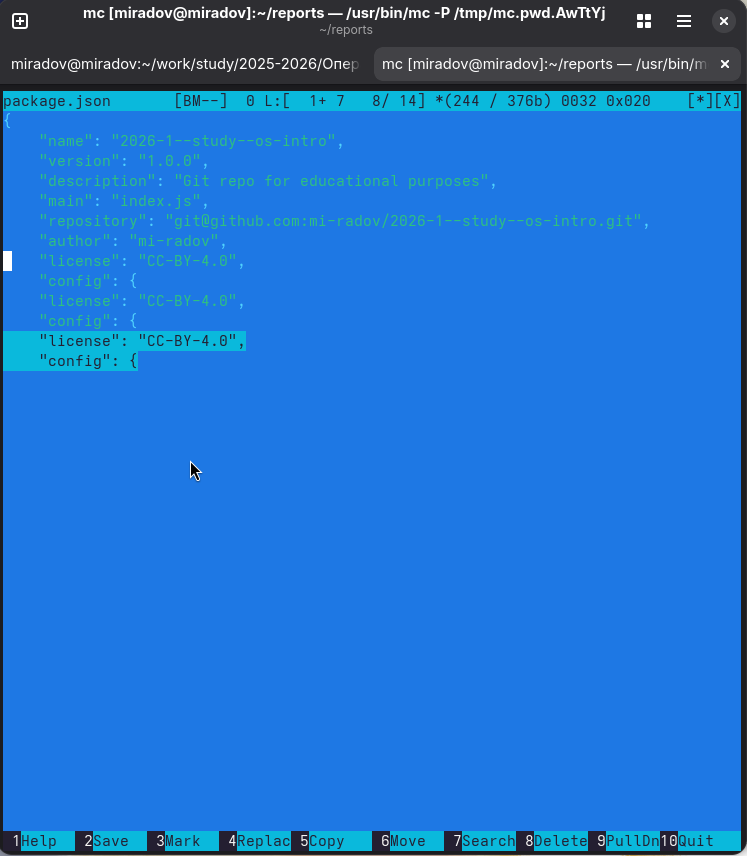 mc [miradov@miradov]:~/reports — /usr/bin/mc -P /tmp/mc.pwd.AwTtYj
~/reports
miradov@miradov:~/work/study/2025-2026/Опер
mc [miradov@miradov]:~/reports — /usr/bin/m
package.json [BM--] 0 L:[ 1+ 7 8/ 14] *(244 / 376b) 0032 0x020 [*][X]
{
"name": "2026-1--study--os-intro",
"version": "1.0.0",
"description": "Git repo for educational purposes",
"main": "index.js",
"repository": "git@github.com:mi-radov/2026-1--study--os-intro.git",
"author": "mi-radov",
"license": "CC-BY-4.0",
"config": {
"license": "CC-BY-4.0",
"config": {
"license": "CC-BY-4.0",
"config": {
1Help 2Save 3Mark 4Replac 5Copy 6Move 7Search 8Delete 9PullDn 10Quit